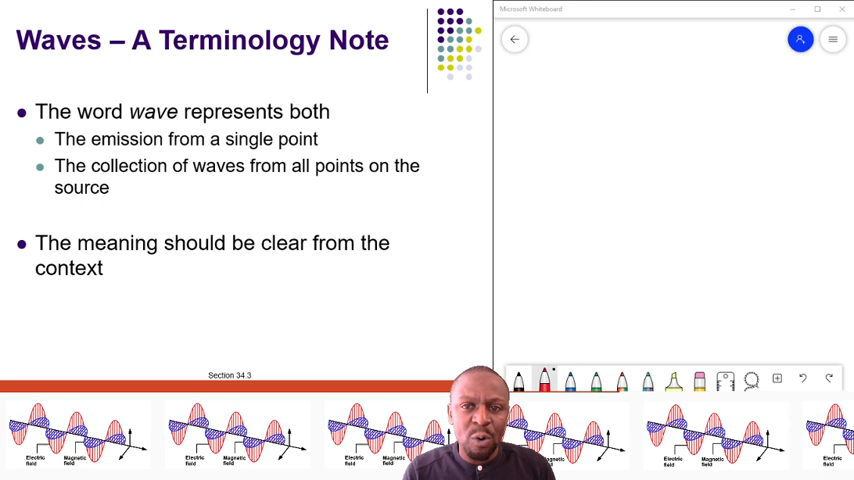 Waves – A Terminology Note
The word wave represents both
The emission from a single point
The collection of waves from all points on the
source
The meaning should be clear from the
context
Section 34.3
Microsoft Whiteboard
Electric
field
Magnetic
field
Electric
field
Magnetic
field
Electric
field
Magnetic
field
Magnetic
field
Electric
field
Magnetic
field
Electric
field